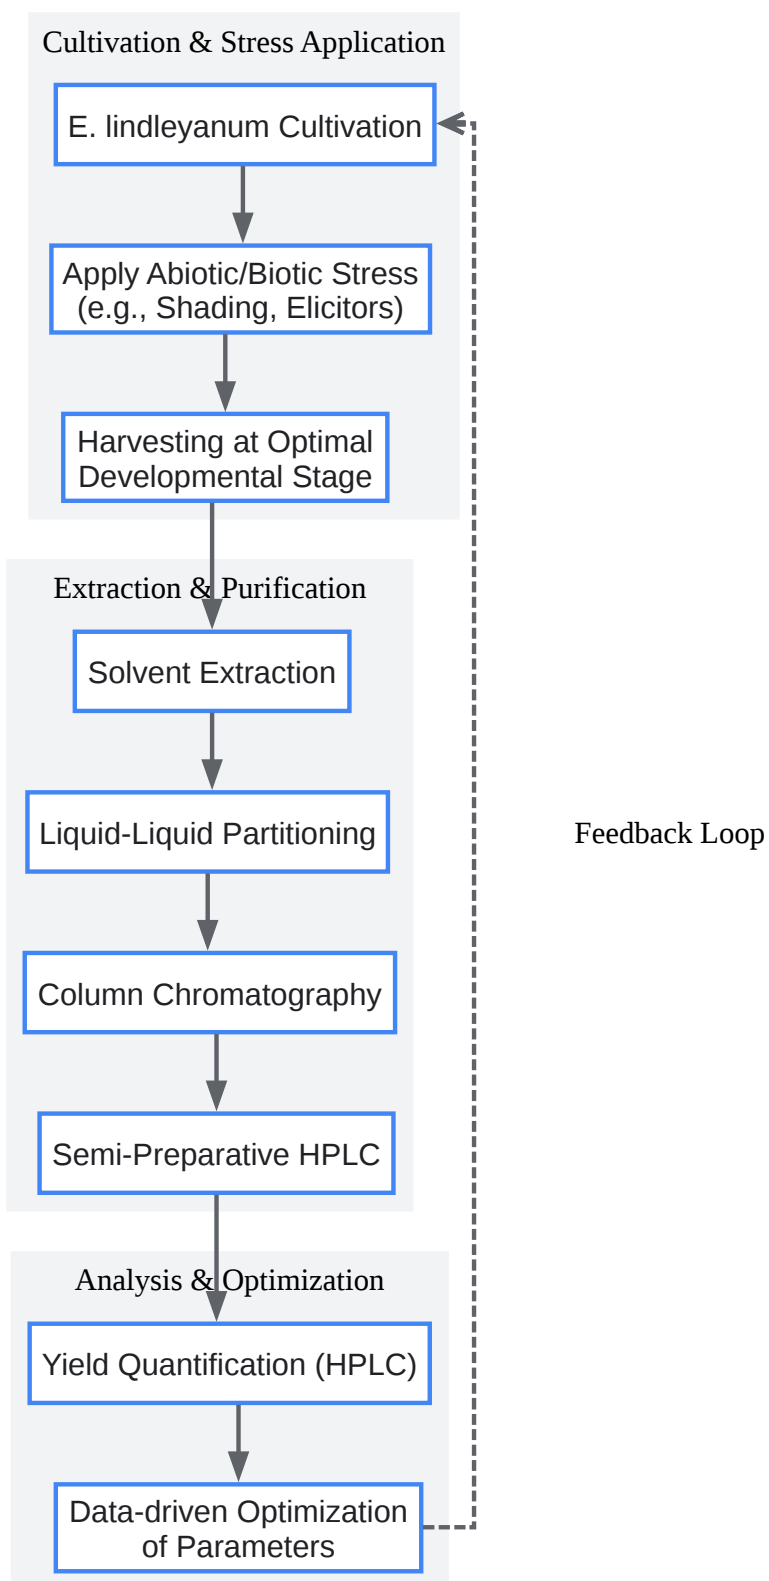 Cultivation & Stress Application
E. lindleyanum Cultivation
Apply Abiotic/Biotic Stress
(e.g., Shading, Elicitors)
Harvesting at Optimal
Developmental Stage
Extraction & Purification
Solvent Extraction
Liquid-Liquid Partitioning
Feedback Loop
Column Chromatography
Semi-Preparative HPLC
Analysis & Optimization
Yield Quantification (HPLC)
Data-driven Optimization
of Parameters